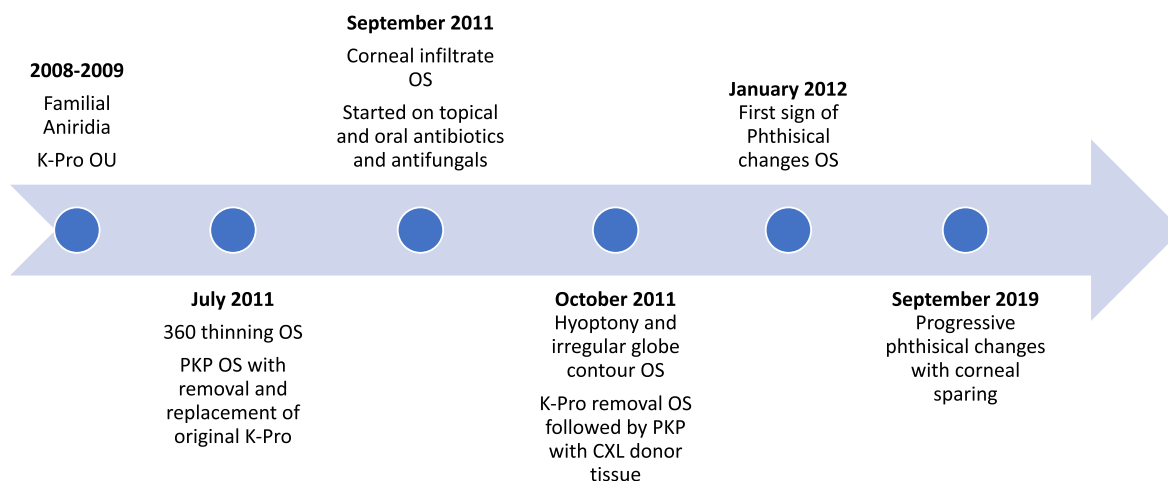 2008-2009
Familial
Aniridia
K-Pro OU
July 2011
360 thinning OS
PKP OS with
removal and
replacement of
original K-Pro
September 2011
Corneal infiltrate
OS
Started on topical
and oral antibiotics
and antifungals
October 2011
Hyoptony and
irregular globe
contour OS
K-Pro removal OS
followed by PKP
with CXL donor
tissue
January 2012
First sign of
Phthisical
changes OS
September 2019
Progressive
phthisical changes
with corneal
sparing